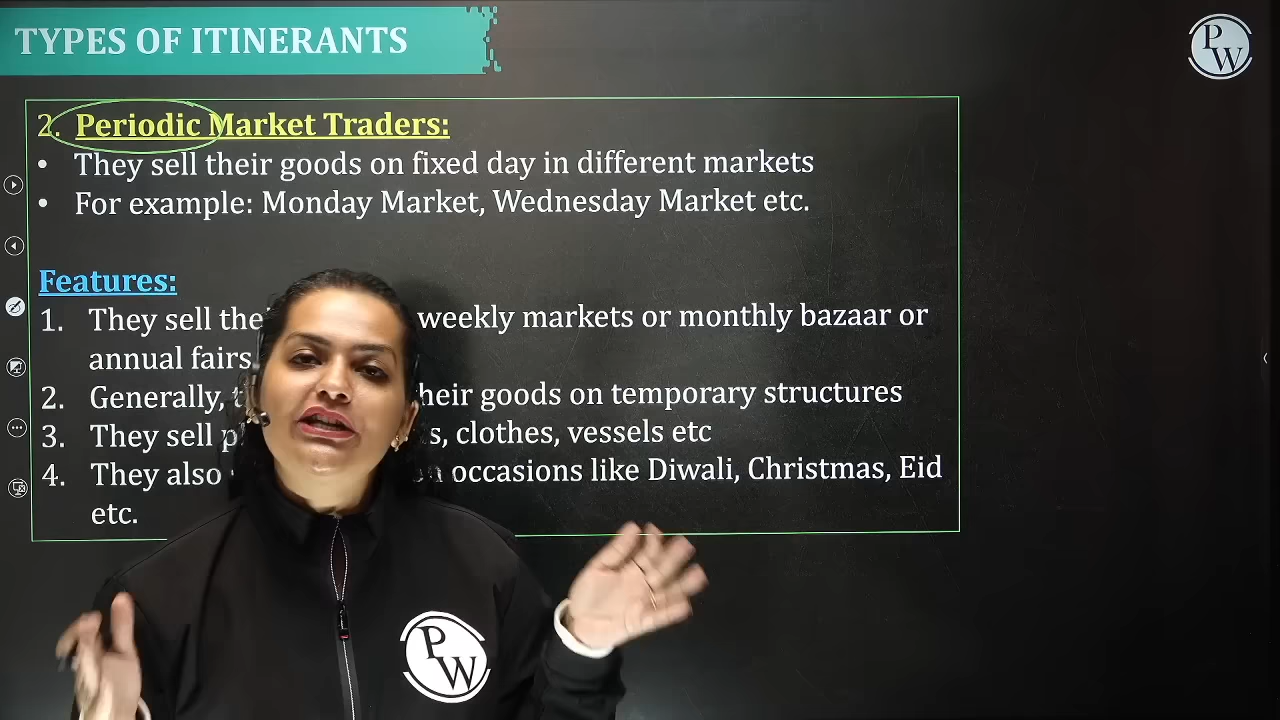 TYPES OF ITINERANTS
PW
2. Periodic Market Traders:
• They sell their goods on fixed day in different markets
• For example: Monday Market, Wednesday Market etc.
Features:
1. They sell weekly markets or monthly bazaar or
annual fairs
2. Generally, their goods on temporary structures
3. They sell clothes, vessels etc
4. They also occasions like Diwali, Christmas, Eid
etc.
PW